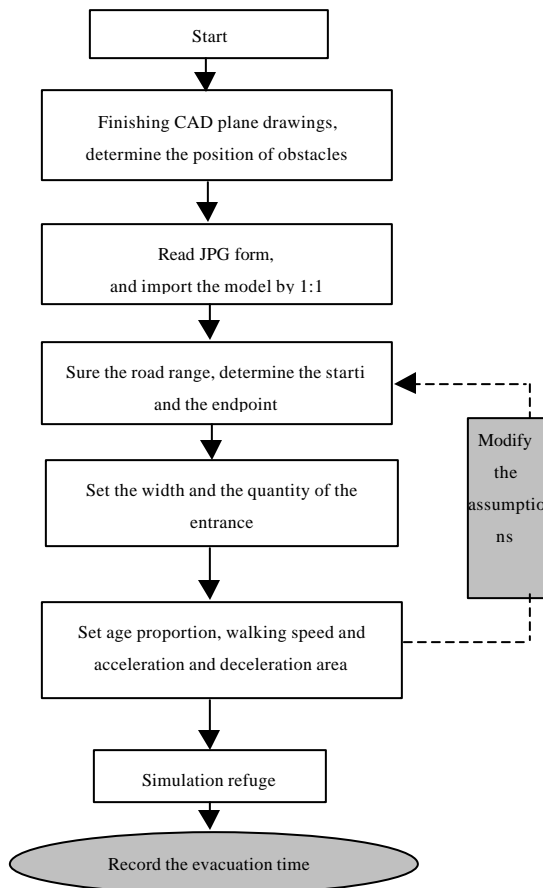 Start
Finishing CAD plane drawings,
determine the position of obstacles
Read JPG form,
and import the model by 1:1
Sure the road range, determine the starti
and the endpoint
Modify
the
assumptio
ns
Set the width and the quantity of the
entrance
Set age proportion, walking speed and
acceleration and deceleration area
Simulation refuge
Record the evacuation time